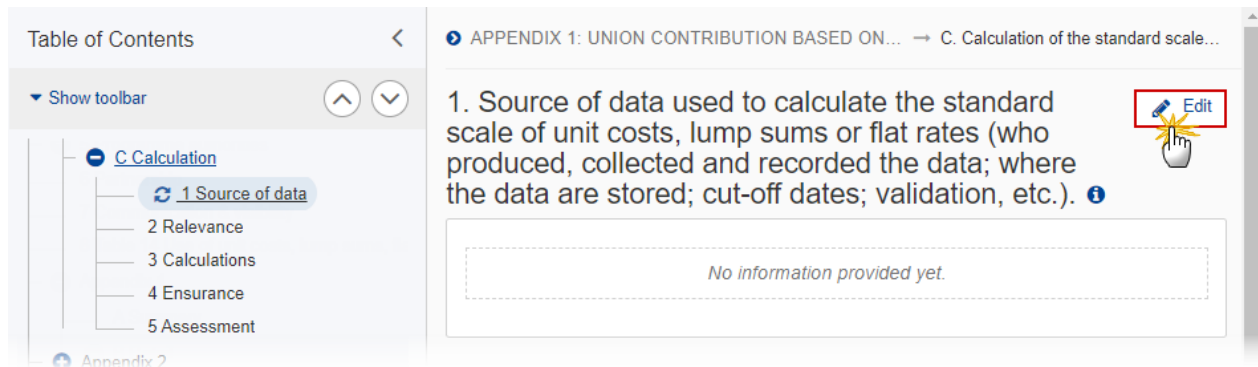 Table of Contents
Show toolbar
C Calculation
1 Source of data
2 Relevance
3 Calculations
4 Ensurance
5 Assessment
Appendix 2
APPENDIX 1: UNION CONTRIBUTION BASED ON... → C. Calculation of the standard scale...
1. Source of data used to calculate the standard
scale of unit costs, lump sums or flat rates (who
produced, collected and recorded the data; where
the data are stored; cut-off dates; validation, etc.).
Edit
No information provided yet.